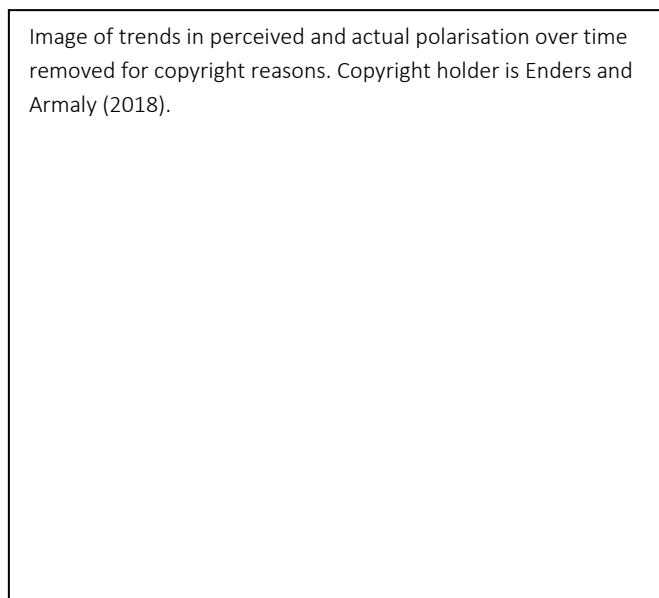 Image of trends in perceived and actual polarisation over time
removed for copyright reasons. Copyright holder is Enders and
Armaly (2018).